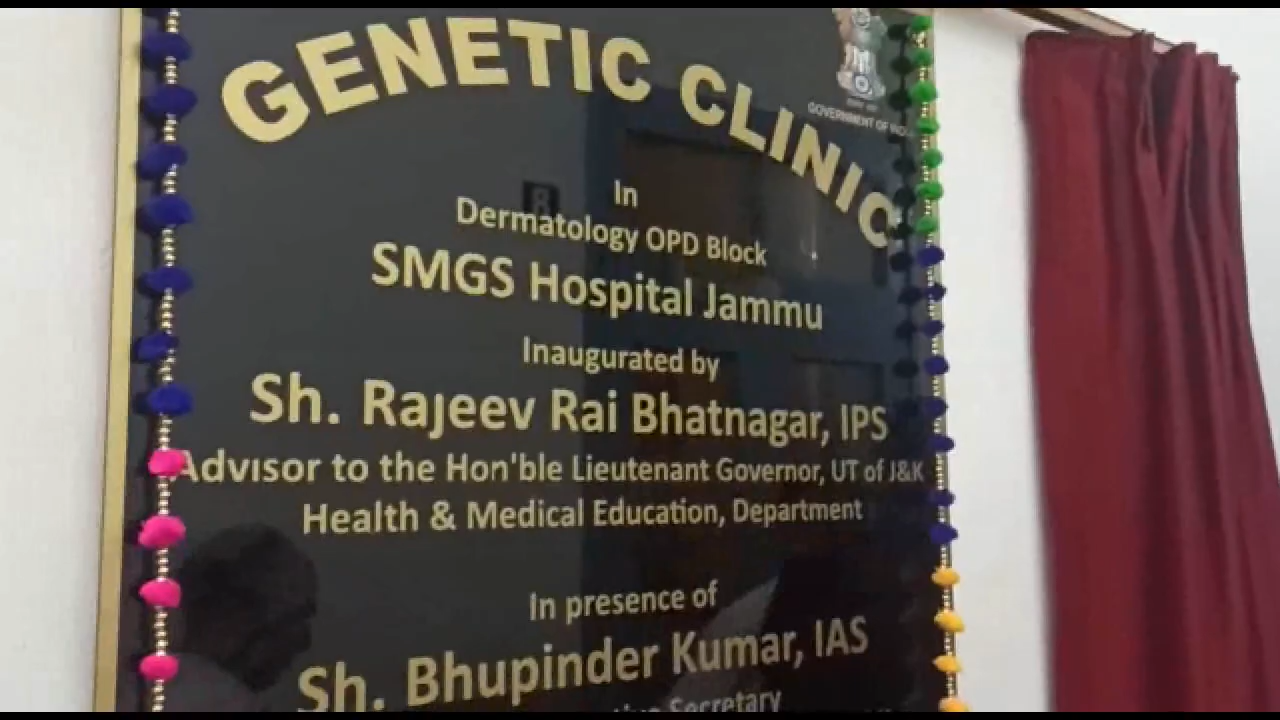 GENETIC CLINIC
GOVERNMENT OF
In
Dermatology OPD Block
SMGS Hospital Jammu
Inaugurated by
Sh. Rajeev Rai Bhatnagar, IPS
Advisor to the Hon'ble Lieutenant Governor, UT of J&K
Health & Medical Education, Department
In presence of
Sh. Bhupinder Kumar, IAS
Secretary